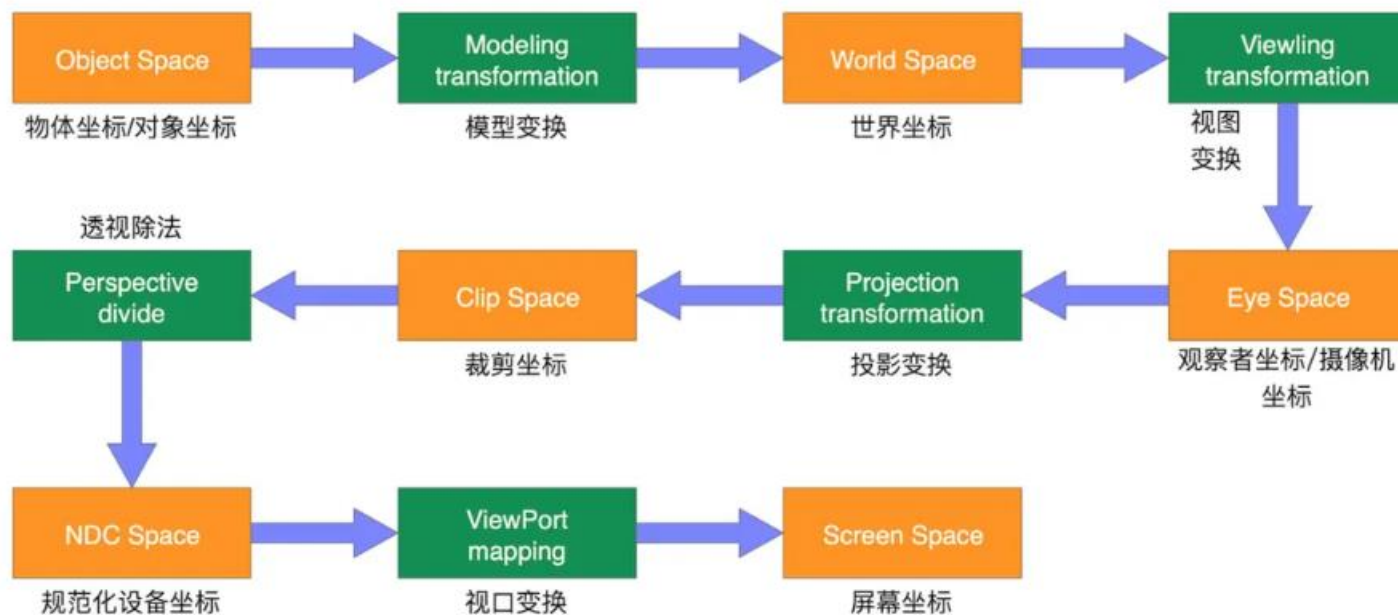 Object Space
Modeling
transformation
World Space
Viewling
transformation
物体坐标/对象坐标
模型变换
世界坐标
视图
变换
透视除法
Perspective
divide
Clip Space
Projection
transformation
Eye Space
裁剪坐标
投影变换
观察者坐标/摄像机
坐标
NDC Space
ViewPort
mapping
Screen Space
规范化设备坐标
视口变换
屏幕坐标